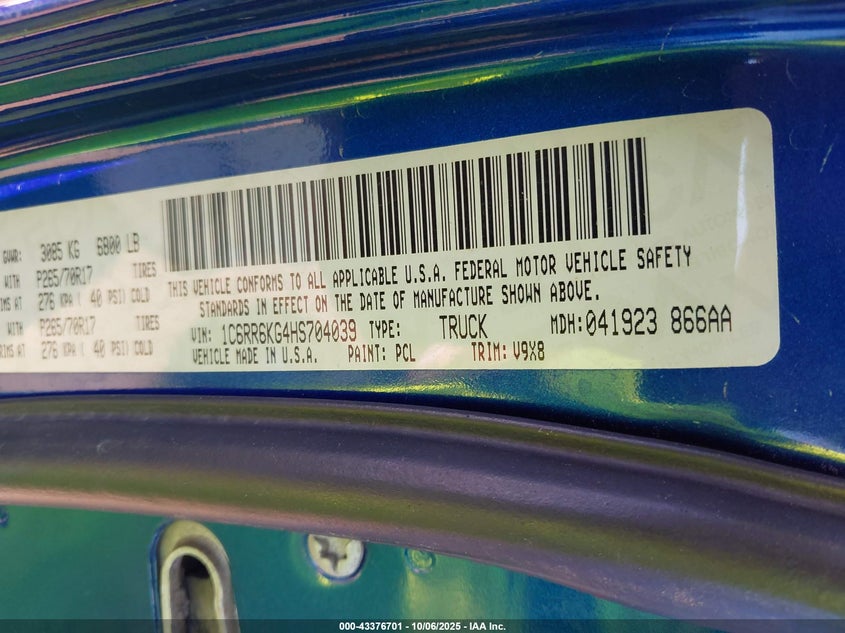 GVWR: 3085 KG 6800 LB
WITH P265/70R17 TIRES
RIMS AT 276 KPA ( 40 PSI) COLD
WITH P265/70R17 TIRES
RIMS AT 276 KPA ( 40 PSI) COLD
THIS VEHICLE CONFORMS TO ALL APPLICABLE U.S.A. FEDERAL MOTOR VEHICLE SAFETY
STANDARDS IN EFFECT ON THE DATE OF MANUFACTURE SHOWN ABOVE.
VIN: 1C6RR6KG4HS704039 TYPE: TRUCK MDH: 041923 866AA
VEHICLE MADE IN U.S.A. PAINT: PCL TRIM: V9X8
000-43376701 - 10/06/2025 - IAA Inc.